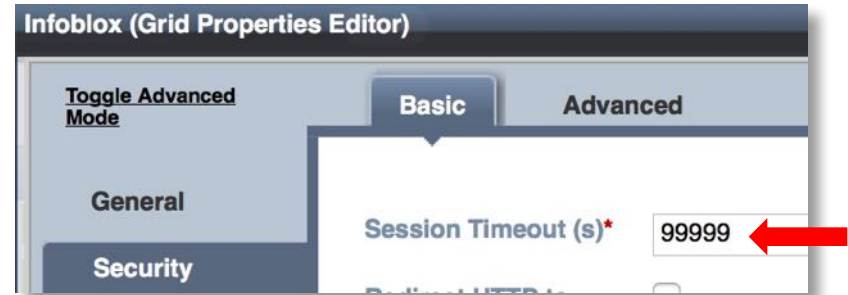 Infoblox (Grid Properties Editor)
Toggle Advanced
Mode
Basic
Advanced
General
Session Timeout (s)*
99999
Security